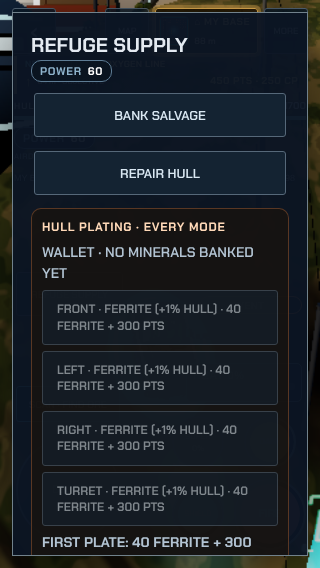 REFUGE SUPPLY
POWER 60
BANK SALVAGE
REPAIR HULL
HULL PLATING · EVERY MODE
WALLET · NO MINERALS BANKED
YET
FRONT · FERRITE (+1% HULL) · 40
FERRITE + 300 PTS
LEFT · FERRITE (+1% HULL) · 40
FERRITE + 300 PTS
RIGHT · FERRITE (+1% HULL) · 40
FERRITE + 300 PTS
TURRET · FERRITE (+1% HULL) · 40
FERRITE + 300 PTS
FIRST PLATE: 40 FERRITE + 300